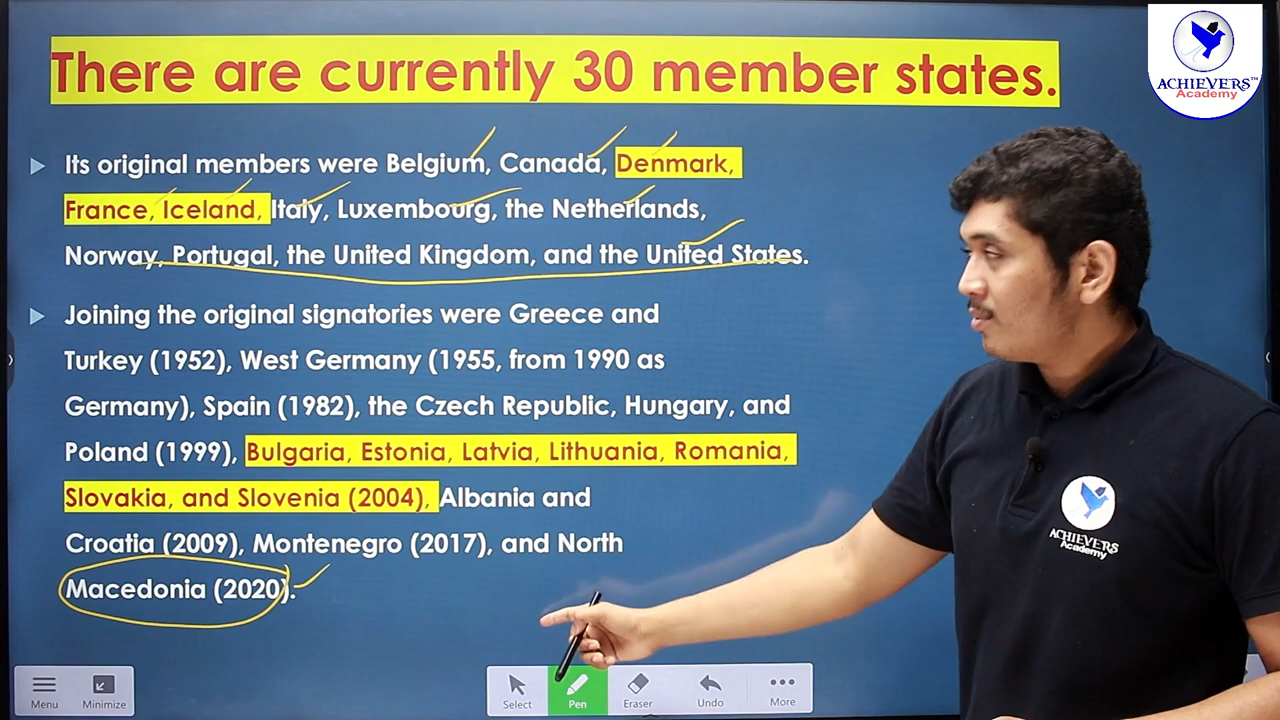 There are currently 30 member states.
ACHIEVERS™
Academy
Its original members were Belgium, Canada, Denmark,
France, Iceland, Italy, Luxembourg, the Netherlands,
Norway, Portugal, the United Kingdom, and the United States.
Joining the original signatories were Greece and
Turkey (1952), West Germany (1955, from 1990 as
Germany), Spain (1982), the Czech Republic, Hungary, and
Poland (1999), Bulgaria, Estonia, Latvia, Lithuania, Romania,
Slovakia, and Slovenia (2004), Albania and
Croatia (2009), Montenegro (2017), and North
Macedonia (2020).
ACHIEVERS
Academy
Menu
Minimize
Select
Pen
Eraser
Undo
More